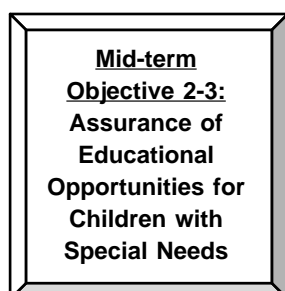 Mid-term
Objective 2-3:
Assurance of
Educational
Opportunities for
Children with
Special Needs